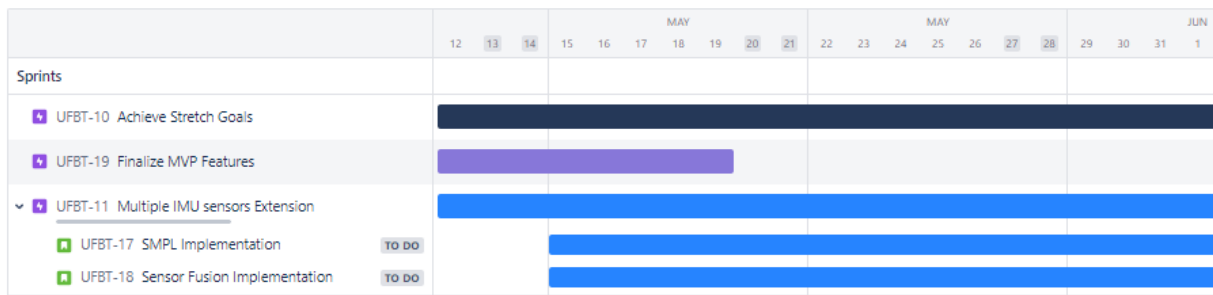 MAY MAY JUN
12 13 14 15 16 17 18 19 20 21 22 23 24 25 26 27 28 29 30 31 1
Sprints
UFBT-10 Achieve Stretch Goals
UFBT-19 Finalize MVP Features
UFBT-11 Multiple IMU sensors Extension
UFBT-17 SMPL Implementation TO DO
UFBT-18 Sensor Fusion Implementation TO DO